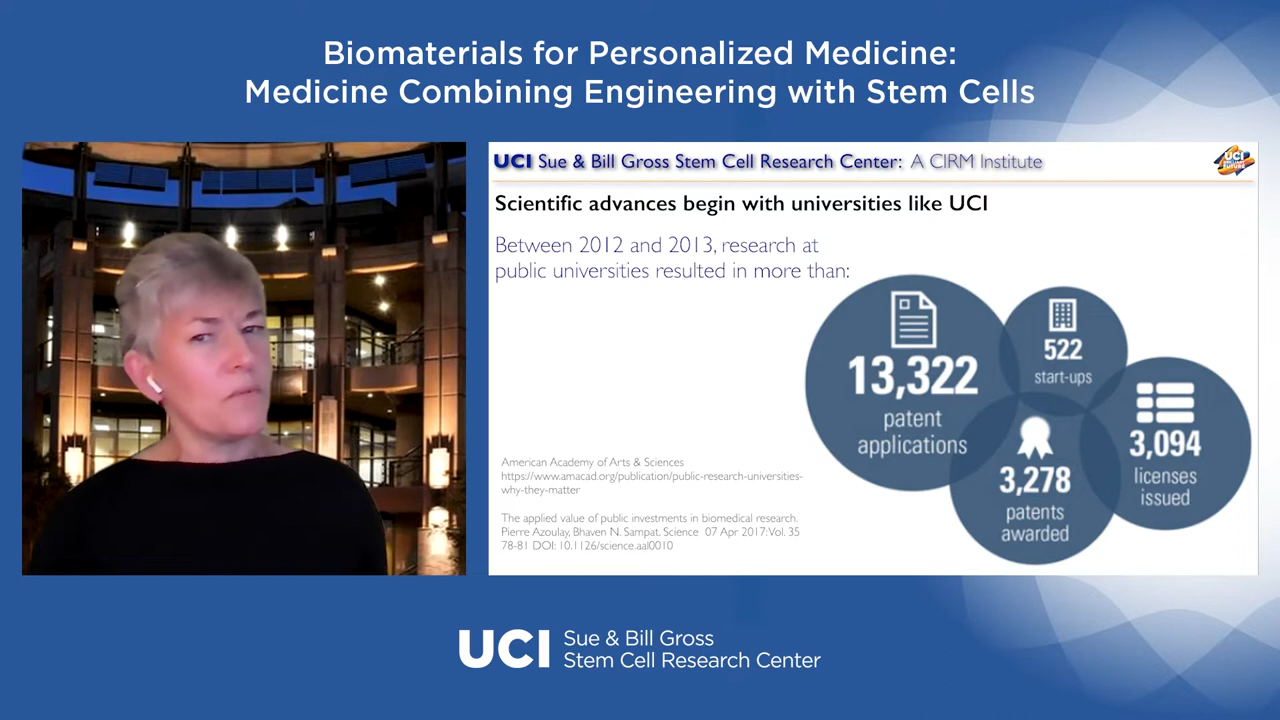 Biomaterials for Personalized Medicine:
Medicine Combining Engineering with Stem Cells
UCI Sue & Bill Gross Stem Cell Research Center: A CIRM Institute
UCI
BRILLIANT
FUTURE
Scientific advances begin with universities like UCI
Between 2012 and 2013, research at
public universities resulted in more than:
13,322
patent
applications
522
start-ups
3,094
licenses
issued
3,278
patents
awarded
American Academy of Arts & Sciences
https://www.amacad.org/publication/public-research-universities-
why-they-matter
The applied value of public investments in biomedical research.
Pierre Azoulay, Bhaven N. Sampat. Science 07 Apr 2017: Vol. 35
78-81 DOI: 10.1126/science.aal0010
UCI Sue & Bill Gross
Stem Cell Research Center